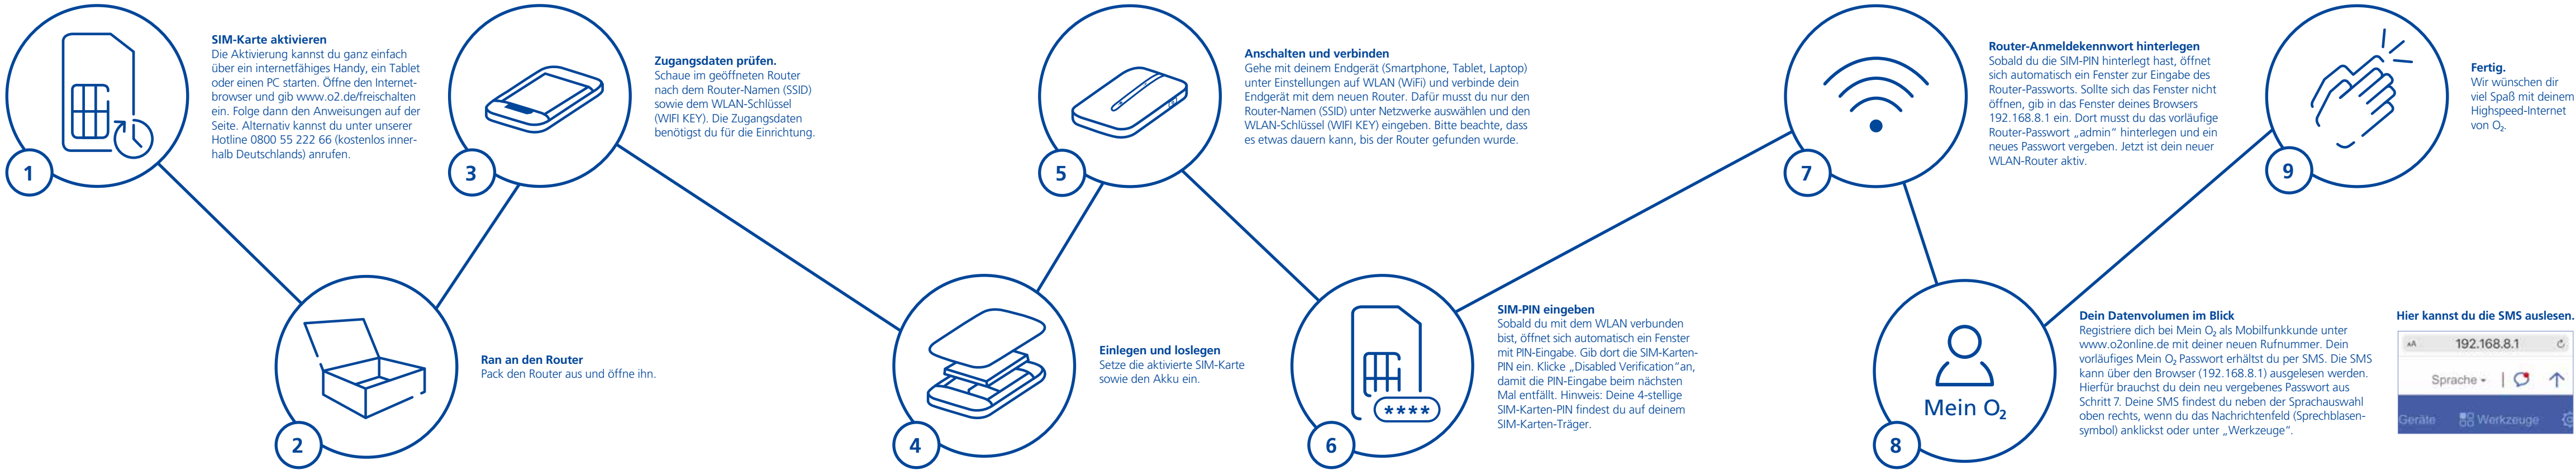 1
SIM-Karte aktivieren
Die Aktivierung kannst du ganz einfach
über ein internetfähiges Handy, ein Tablet
oder einen PC starten. Öffne den Internet-
browser und gib www.o2.de/freischalten
ein. Folge dann den Anweisungen auf der
Seite. Alternativ kannst du unter unserer
Hotline 0800 55 222 66 (kostenlos inner-
halb Deutschlands) anrufen.
2
Ran an den Router
Pack den Router aus und öffne ihn.
3
Zugangsdaten prüfen.
Schaue im geöffneten Router
nach dem Router-Namen (SSID)
sowie dem WLAN-Schlüssel
(WIFI KEY). Die Zugangsdaten
benötigst du für die Einrichtung.
4
Einlegen und loslegen
Setze die aktivierte SIM-Karte
sowie den Akku ein.
5
Anschalten und verbinden
Gehe mit deinem Endgerät (Smartphone, Tablet, Laptop)
unter Einstellungen auf WLAN (WiFi) und verbinde dein
Endgerät mit dem neuen Router. Dafür musst du nur den
Router-Namen (SSID) unter Netzwerke auswählen und den
WLAN-Schlüssel (WIFI KEY) eingeben. Bitte beachte, dass
es etwas dauern kann, bis der Router gefunden wurde.
****
6
SIM-PIN eingeben
Sobald du mit dem WLAN verbunden
bist, öffnet sich automatisch ein Fenster
mit PIN-Eingabe. Gib dort die SIM-Karten-
PIN ein. Klicke „Disabled Verification“an,
damit die PIN-Eingabe beim nächsten
Mal entfällt. Hinweis: Deine 4-stellige
SIM-Karten-PIN findest du auf deinem
SIM-Karten-Träger.
7
Router-Anmeldekennwort hinterlegen
Sobald du die SIM-PIN hinterlegt hast, öffnet
sich automatisch ein Fenster zur Eingabe des
Router-Passworts. Sollte sich das Fenster nicht
öffnen, gib in das Fenster deines Browsers
192.168.8.1 ein. Dort musst du das vorläufige
Router-Passwort „admin“ hinterlegen und ein
neues Passwort vergeben. Jetzt ist dein neuer
WLAN-Router aktiv.
Mein O₂
8
Dein Datenvolumen im Blick
Registriere dich bei Mein O₂ als Mobilfunkkunde unter
www.o2online.de mit deiner neuen Rufnummer. Dein
vorläufiges Mein O₂ Passwort erhältst du per SMS. Die SMS
kann über den Browser (192.168.8.1) ausgelesen werden.
Hierfür brauchst du dein neu vergebenes Passwort aus
Schritt 7. Deine SMS findest du neben der Sprachauswahl
oben rechts, wenn du das Nachrichtenfeld (Sprechblasen-
symbol) anklickst oder unter „Werkzeuge“.
9
Fertig.
Wir wünschen dir
viel Spaß mit deinem
Highspeed-Internet
von O₂.
Hier kannst du die SMS auslesen.
AA 192.168.8.1
Sprache
Geräte Werkzeuge